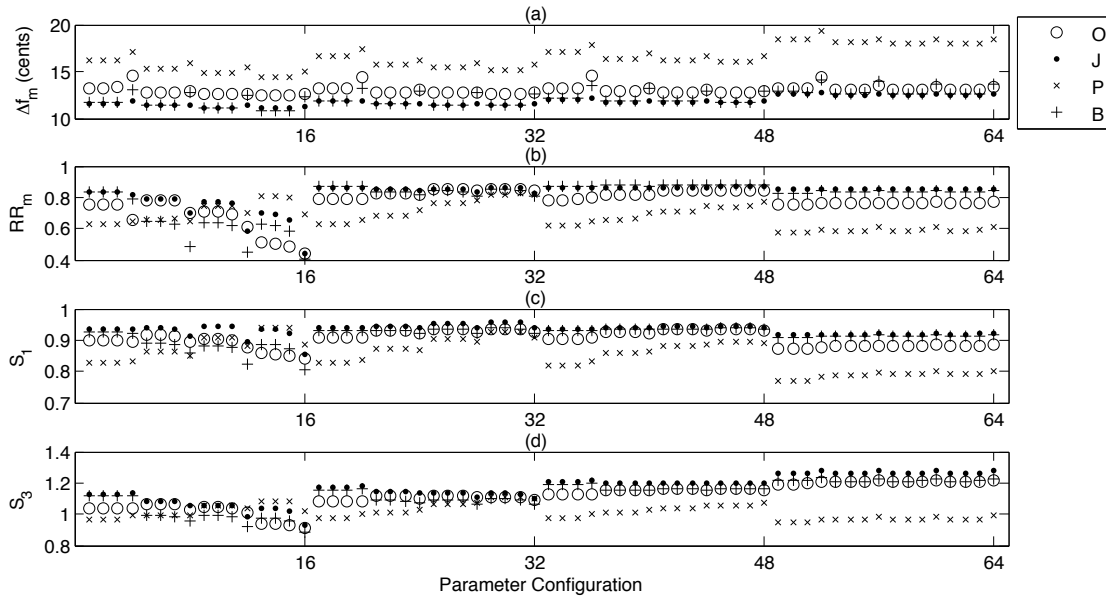 (a)
20
15
10
Δf_m (cents)
16
32
48
64
O
J
P
B
(b)
1
0.8
0.6
0.4
RR_m
16
32
48
64
(c)
1
0.9
0.8
0.7
S_1
16
32
48
64
(d)
1.4
1.2
1
0.8
S_3
16
32
48
64
Parameter Configuration